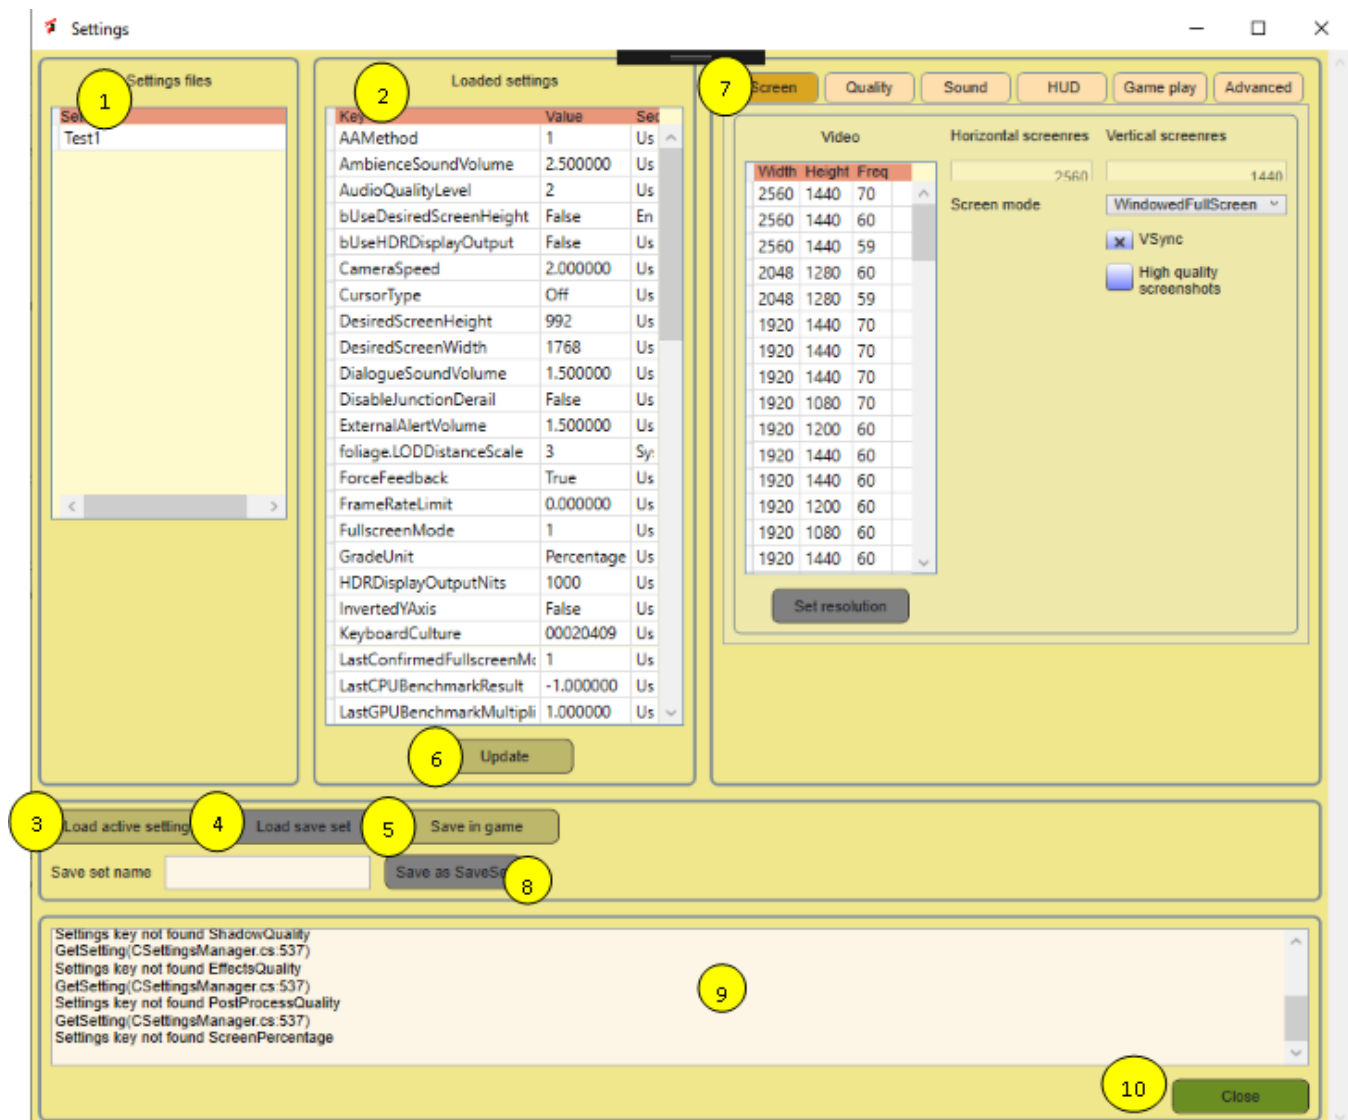 Settings
Settings files
Loaded settings
1
2
7
Screen
Quality
Sound
HUD
Game play
Advanced
Test1
Value
AAMethod 1 Us
AmbienceSoundVolume 2.500000 Us
AudioQualityLevel 2 Us
bUseDesiredScreenHeight False En
bUseHDRDisplayOutput False Us
CameraSpeed 2.000000 Us
CursorType Off Us
DesiredScreenHeight 992 Us
DesiredScreenWidth 1768 Us
DialogueSoundVolume 1.500000 Us
DisableJunctionDerail False Us
ExternalAlertVolume 1.500000 Us
foliage.LODDistanceScale 3 Sy
ForceFeedback True Us
FrameRateLimit 0.000000 Us
FullscreenMode 1 Us
GradeUnit Percentage Us
HDRDisplayOutputNits 1000 Us
InvertedYAxis False Us
KeyboardCulture 00020409 Us
LastConfirmedFullscreenMo 1 Us
LastCPUBenchmarkResult -1.000000 Us
LastGPUBenchmarkMultipli 1.000000 Us
6
Update
Video
Width Height Freq
2560 1440 70
2560 1440 60
2560 1440 59
2048 1280 60
2048 1280 59
1920 1440 70
1920 1440 70
1920 1440 70
1920 1080 70
1920 1200 60
1920 1440 60
1920 1440 60
1920 1200 60
1920 1080 60
1920 1440 60
Set resolution
Horizontal screenres
Vertical screenres
2560
1440
Screen mode
WindowedFullScreen
VSync
High quality
screenshots
3
Load active setting
4
Load save set
5
Save in game
Save set name
Save as SaveSe
8
Settings key not found ShadowQuality
GetSetting(CSettingsManager.cs:537)
Settings key not found EffectsQuality
GetSetting(CSettingsManager.cs:537)
Settings key not found PostProcessQuality
GetSetting(CSettingsManager.cs:537)
Settings key not found ScreenPercentage
9
10
Close